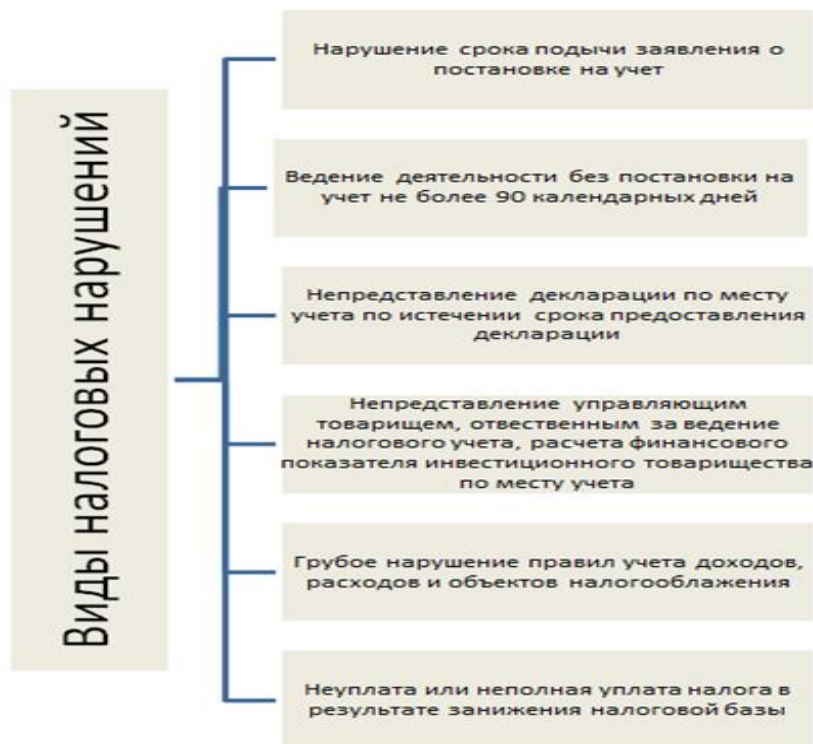 Виды налоговых нарушений
Нарушение срока подачи заявления о
постановке на учет
Ведение деятельности без постановки на
учет не более 90 календарных дней
Непредставление декларации по месту
учета по истечении срока предоставления
декларации
Непредставление управляющим
товарищем, отвественным за ведение
налогового учета, расчета финансового
показателя инвестиционного товарищества
по месту учета
Грубое нарушение правил учета доходов,
расходов и объектов налогооблажения
Неуплата или неполная уплата налога в
результате занижения налоговой базы